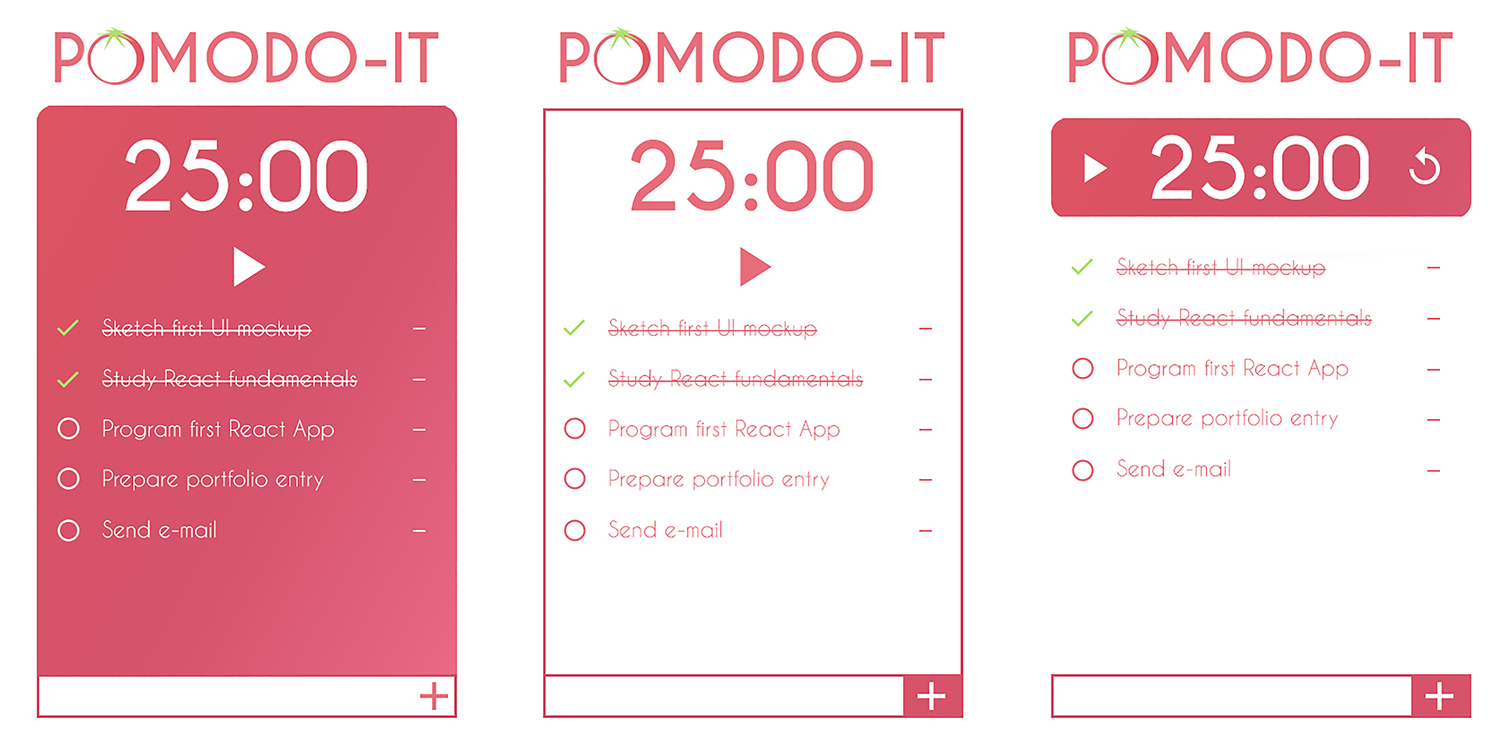 POMODO-IT
25:00
Sketch first UI mockup
Study React fundamentals
Program first React App
Prepare portfolio entry
Send e-mail
POMODO-IT
25:00
Sketch first UI mockup
Study React fundamentals
Program first React App
Prepare portfolio entry
Send e-mail
POMODO-IT
25:00
Sketch first UI mockup
Study React fundamentals
Program first React App
Prepare portfolio entry
Send e-mail